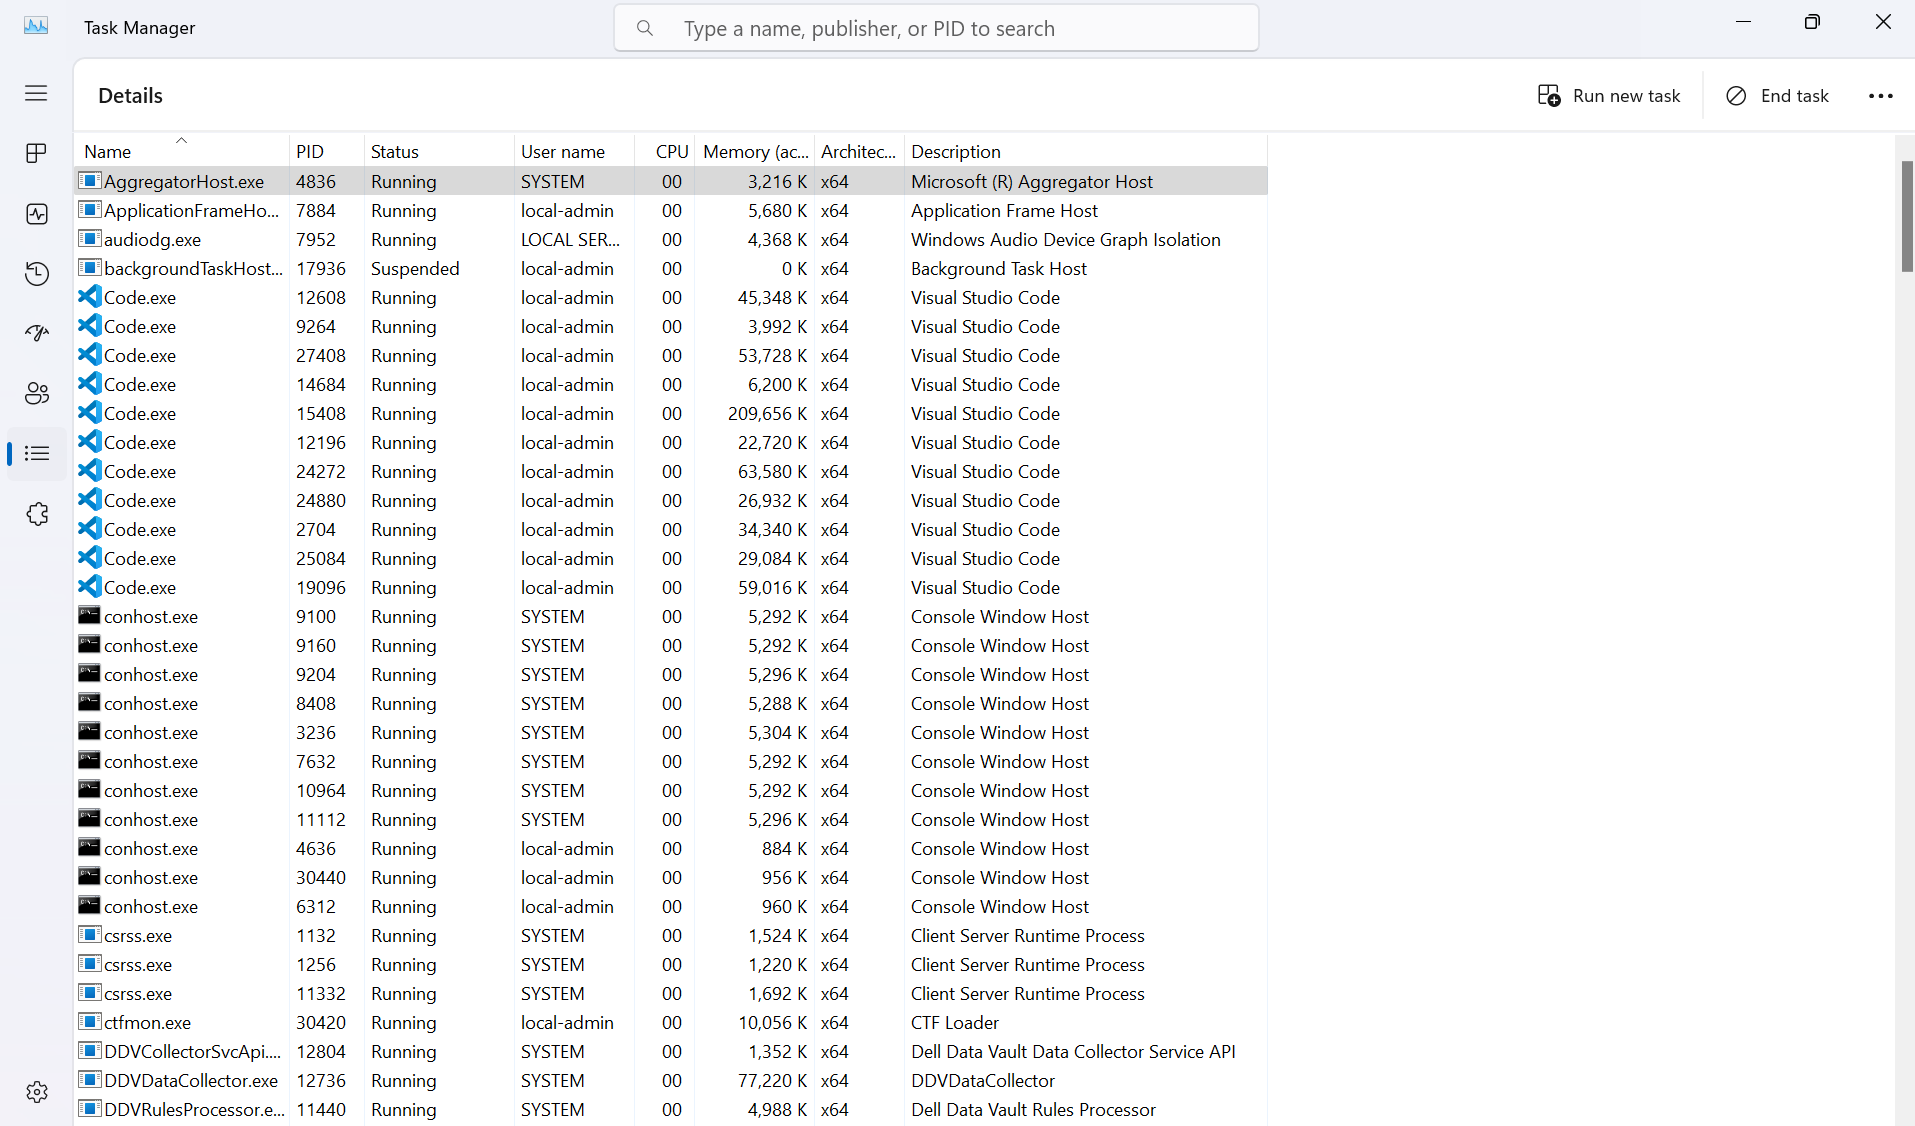 Task Manager
Type a name, publisher, or PID to search
Details
Run new task
End task
Name PID Status User name CPU Memory (ac... Architec... Description
AggregatorHost.exe 4836 Running SYSTEM 00 3,216 K x64 Microsoft (R) Aggregator Host
ApplicationFrameHo... 7884 Running local-admin 00 5,680 K x64 Application Frame Host
audiodg.exe 7952 Running LOCAL SER... 00 4,368 K x64 Windows Audio Device Graph Isolation
backgroundTaskHost... 17936 Suspended local-admin 00 0 K x64 Background Task Host
Code.exe 12608 Running local-admin 00 45,348 K x64 Visual Studio Code
Code.exe 9264 Running local-admin 00 3,992 K x64 Visual Studio Code
Code.exe 27408 Running local-admin 00 53,728 K x64 Visual Studio Code
Code.exe 14684 Running local-admin 00 6,200 K x64 Visual Studio Code
Code.exe 15408 Running local-admin 00 209,656 K x64 Visual Studio Code
Code.exe 12196 Running local-admin 00 22,720 K x64 Visual Studio Code
Code.exe 24272 Running local-admin 00 63,580 K x64 Visual Studio Code
Code.exe 24880 Running local-admin 00 26,932 K x64 Visual Studio Code
Code.exe 2704 Running local-admin 00 34,340 K x64 Visual Studio Code
Code.exe 25084 Running local-admin 00 29,084 K x64 Visual Studio Code
Code.exe 19096 Running local-admin 00 59,016 K x64 Visual Studio Code
conhost.exe 9100 Running SYSTEM 00 5,292 K x64 Console Window Host
conhost.exe 9160 Running SYSTEM 00 5,292 K x64 Console Window Host
conhost.exe 9204 Running SYSTEM 00 5,296 K x64 Console Window Host
conhost.exe 8408 Running SYSTEM 00 5,288 K x64 Console Window Host
conhost.exe 3236 Running SYSTEM 00 5,304 K x64 Console Window Host
conhost.exe 7632 Running SYSTEM 00 5,292 K x64 Console Window Host
conhost.exe 10964 Running SYSTEM 00 5,292 K x64 Console Window Host
conhost.exe 11112 Running SYSTEM 00 5,296 K x64 Console Window Host
conhost.exe 4636 Running local-admin 00 884 K x64 Console Window Host
conhost.exe 30440 Running local-admin 00 956 K x64 Console Window Host
conhost.exe 6312 Running local-admin 00 960 K x64 Console Window Host
csrss.exe 1132 Running SYSTEM 00 1,524 K x64 Client Server Runtime Process
csrss.exe 1256 Running SYSTEM 00 1,220 K x64 Client Server Runtime Process
csrss.exe 11332 Running SYSTEM 00 1,692 K x64 Client Server Runtime Process
ctfmon.exe 30420 Running local-admin 00 10,056 K x64 CTF Loader
DDVCollectorSvcApi.... 12804 Running SYSTEM 00 1,352 K x64 Dell Data Vault Data Collector Service API
DDVDataCollector.exe 12736 Running SYSTEM 00 77,220 K x64 DDVDataCollector
DDVRulesProcessor.e... 11440 Running SYSTEM 00 4,988 K x64 Dell Data Vault Rules Processor